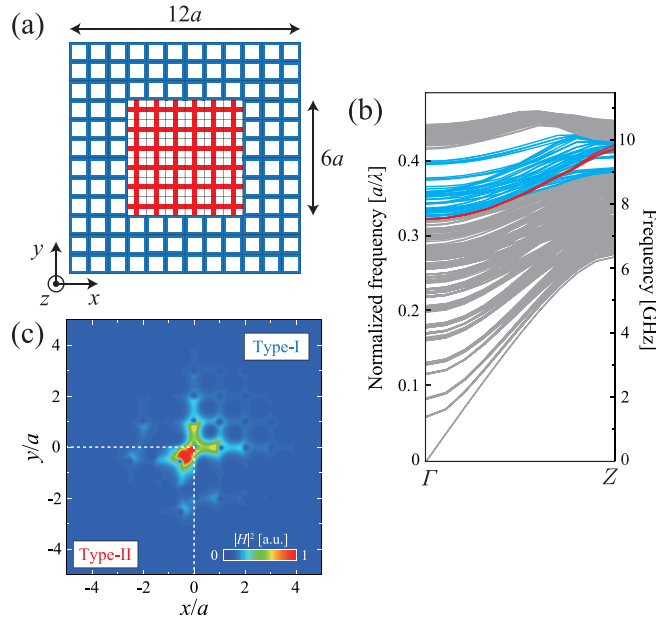 (a)
12a
6a
y
z
x
(b)
Normalized frequency [a/λ]
0.4
0.3
0.2
0.1
0
10
8
6
4
2
0
Frequency [GHz]
Γ
Z
(c)
Type-I
Type-II
|H|² [a.u.]
0
1
y/a
4
2
0
-2
-4
-4
-2
0
2
4
x/a